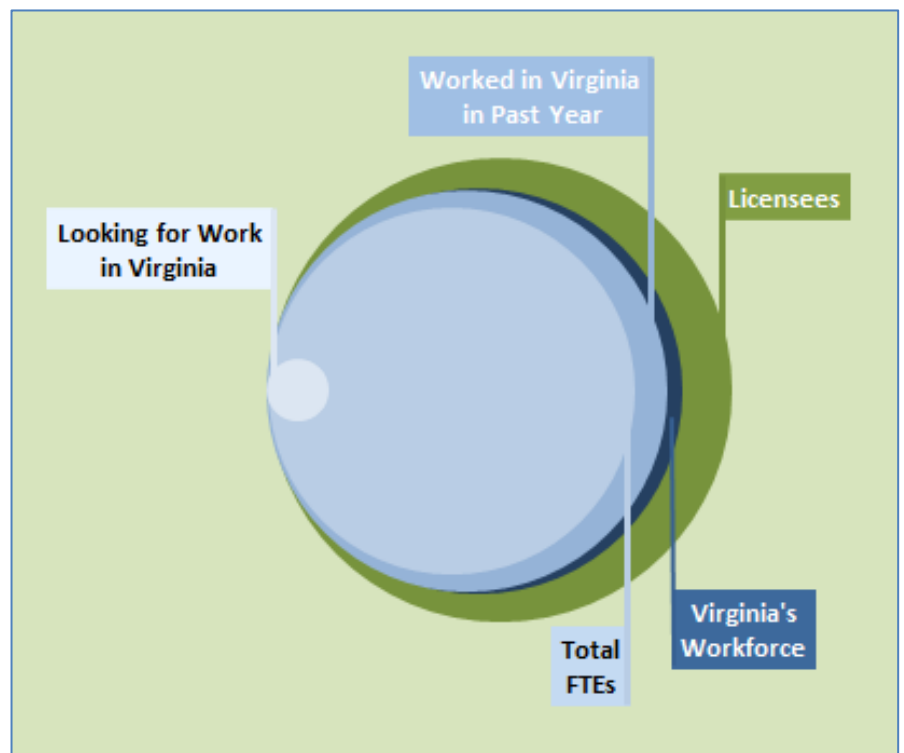 Worked in Virginia
in Past Year
Licensees
Looking for Work
in Virginia
Virginia's
Workforce
Total
FTEs